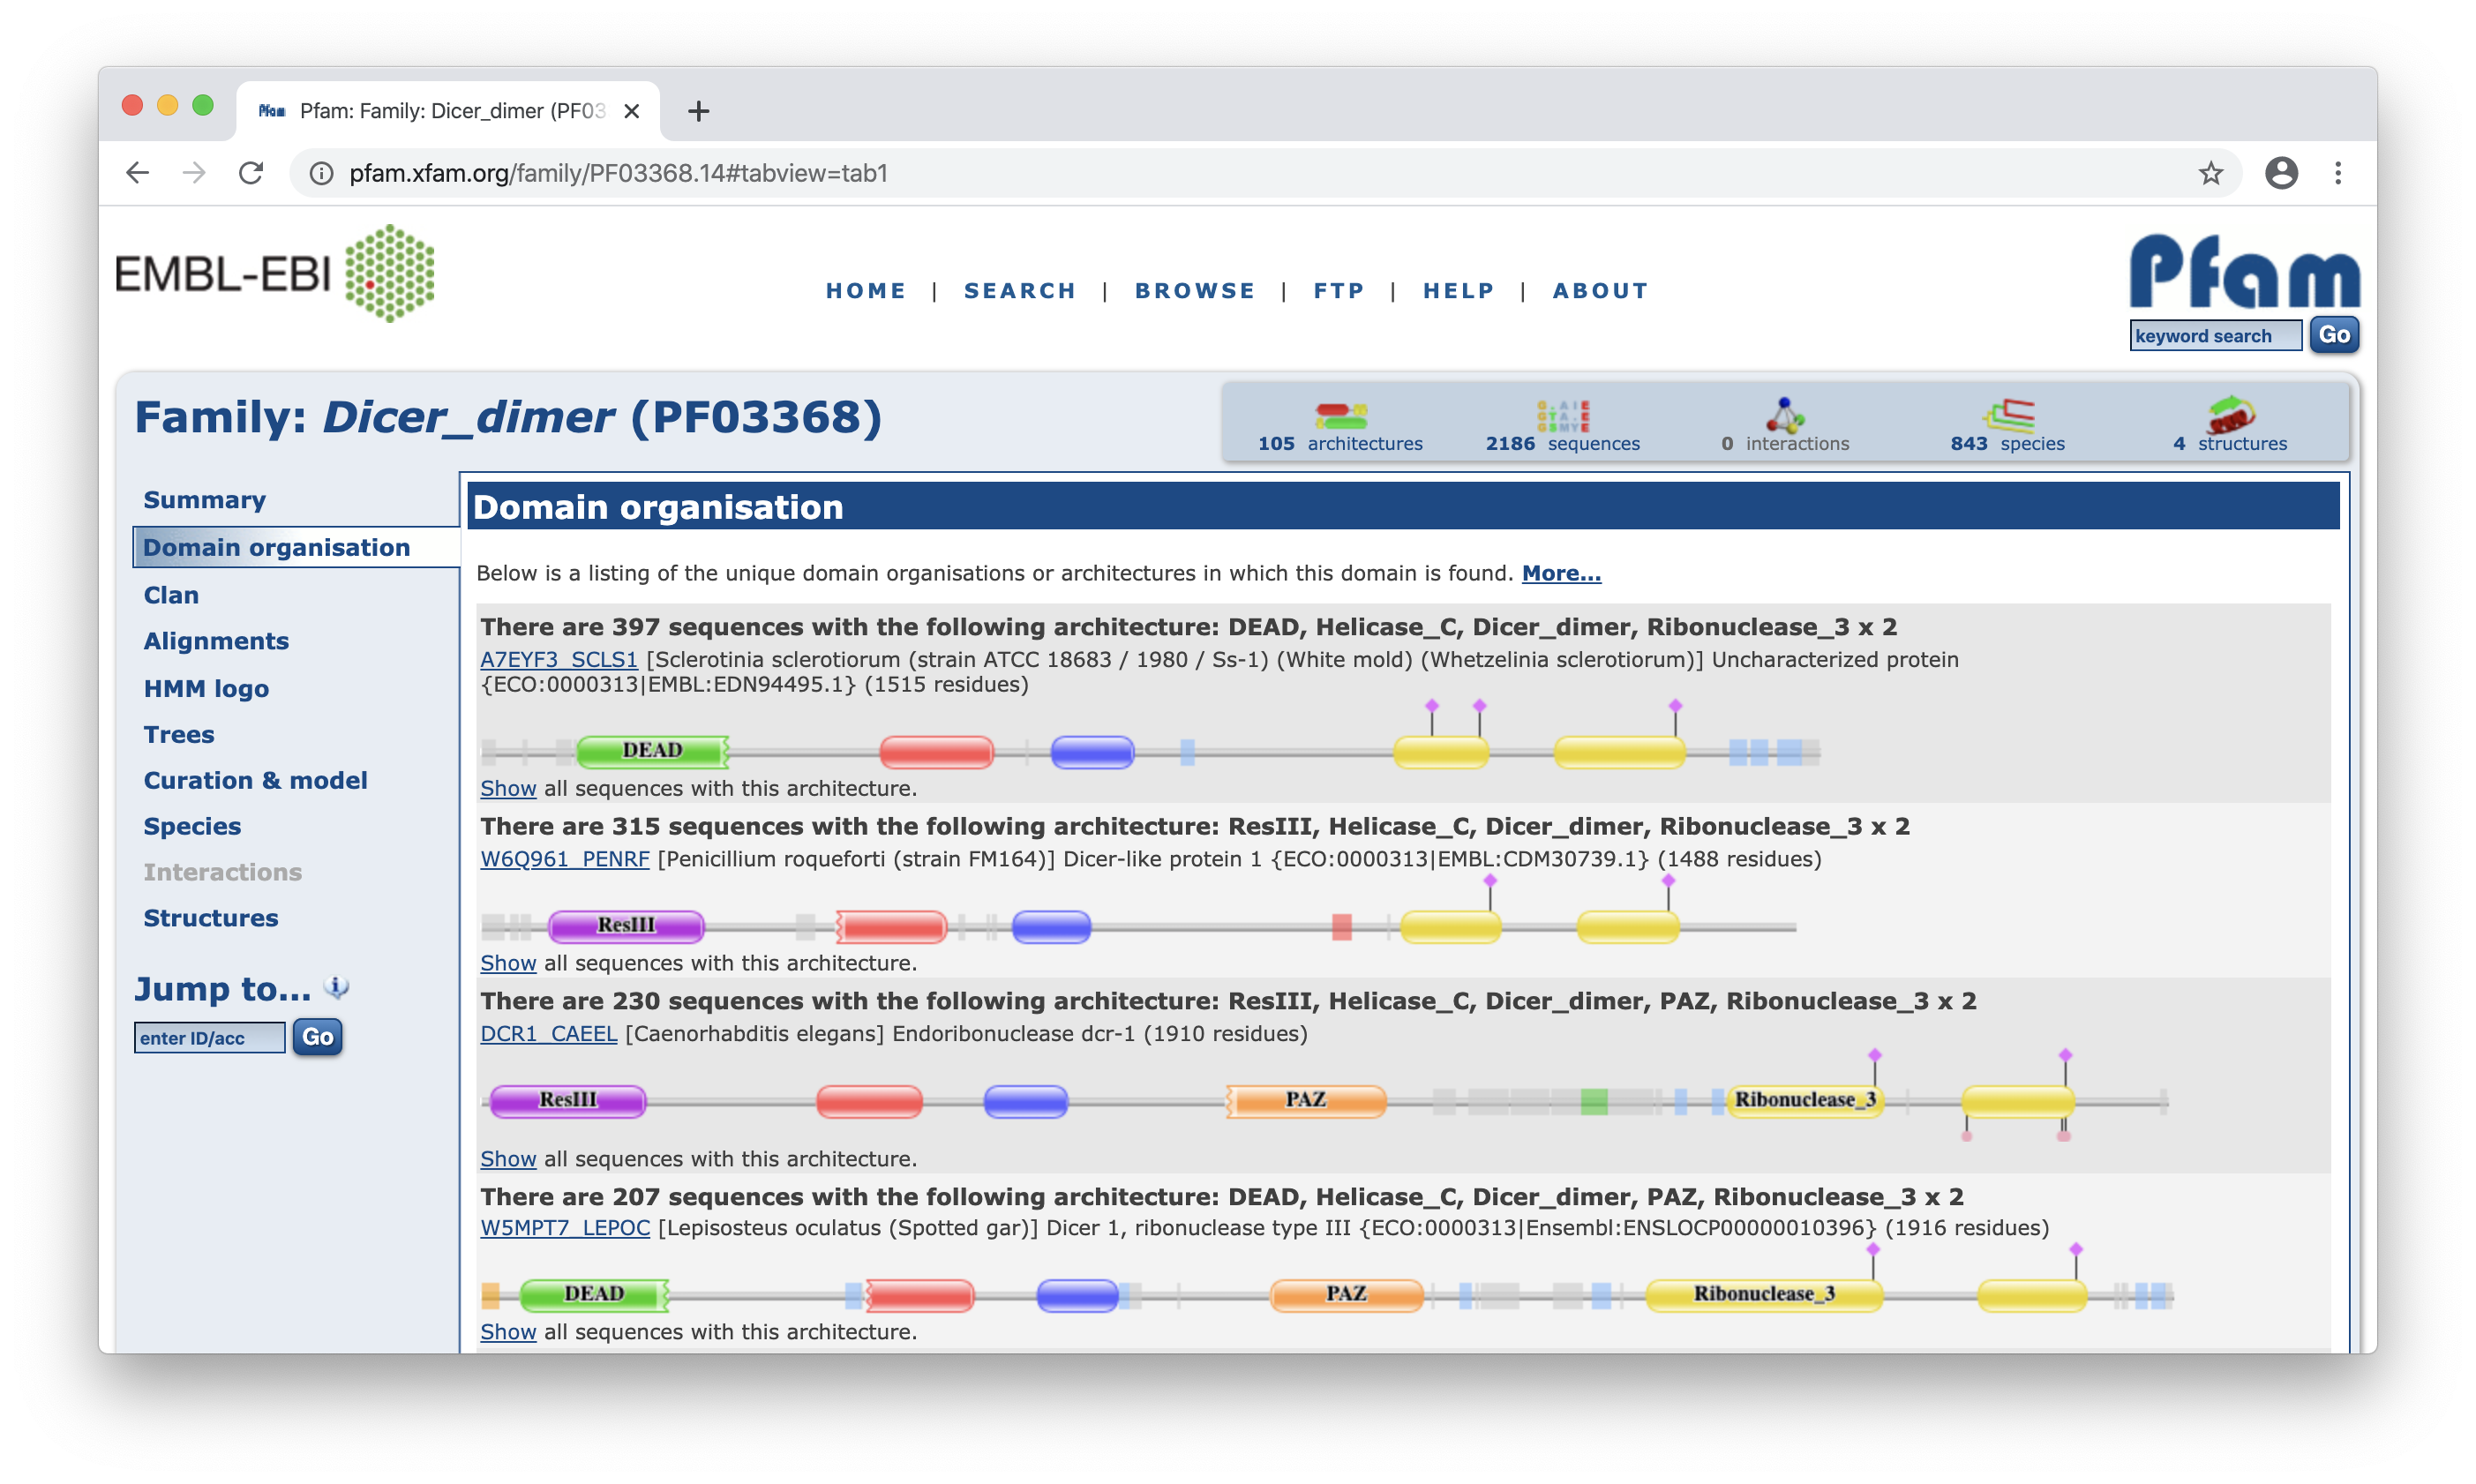 Pfam Pfam: Family: Dicer_dimer (PF03
pfam.xfam.org/family/PF03368.14#tabview=tab1
EMBL-EBI
HOME | SEARCH | BROWSE | FTP | HELP | ABOUT
Pfam
keyword search Go
Family: Dicer_dimer (PF03368)
105 architectures 2186 sequences 0 interactions 843 species 4 structures
Summary
Domain organisation
Clan
Alignments
HMM logo
Trees
Curation & model
Species
Interactions
Structures
Jump to... i
enter ID/acc Go
Domain organisation
Below is a listing of the unique domain organisations or architectures in which this domain is found. More...
There are 397 sequences with the following architecture: DEAD, Helicase_C, Dicer_dimer, Ribonuclease_3 x 2
A7EYF3_SCLS1 [Sclerotinia sclerotiorum (strain ATCC 18683 / 1980 / Ss-1) (White mold) (Whetzelinia sclerotiorum)] Uncharacterized protein
{ECO:0000313|EMBL:EDN94495.1} (1515 residues)
DEAD
Show all sequences with this architecture.
There are 315 sequences with the following architecture: ResIII, Helicase_C, Dicer_dimer, Ribonuclease_3 x 2
W6Q961_PENRF [Penicillium roqueforti (strain FM164)] Dicer-like protein 1 {ECO:0000313|EMBL:CDM30739.1} (1488 residues)
ResIII
Show all sequences with this architecture.
There are 230 sequences with the following architecture: ResIII, Helicase_C, Dicer_dimer, PAZ, Ribonuclease_3 x 2
DCR1_CAEEL [Caenorhabditis elegans] Endoribonuclease dcr-1 (1910 residues)
ResIII PAZ Ribonuclease_3
Show all sequences with this architecture.
There are 207 sequences with the following architecture: DEAD, Helicase_C, Dicer_dimer, PAZ, Ribonuclease_3 x 2
W5MPT7_LEPOC [Lepisosteus oculatus (Spotted gar)] Dicer 1, ribonuclease type III {ECO:0000313|Ensembl:ENSLOCP00000010396} (1916 residues)
DEAD PAZ Ribonuclease_3
Show all sequences with this architecture.